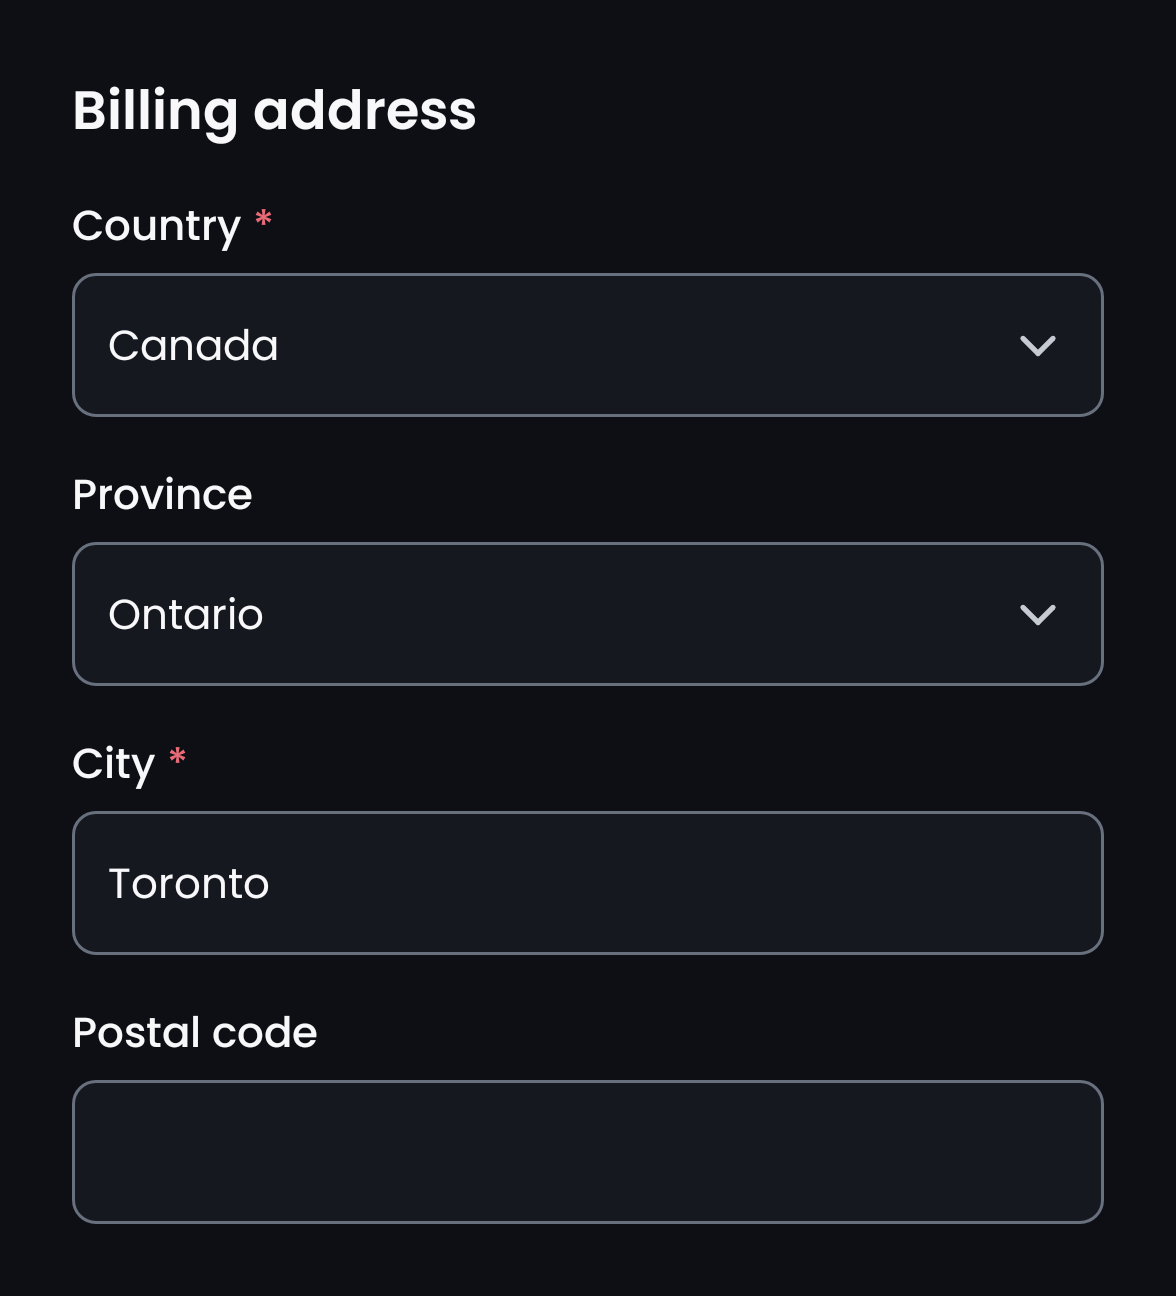 Billing address
Country *
Canada
Province
Ontario
City *
Toronto
Postal code